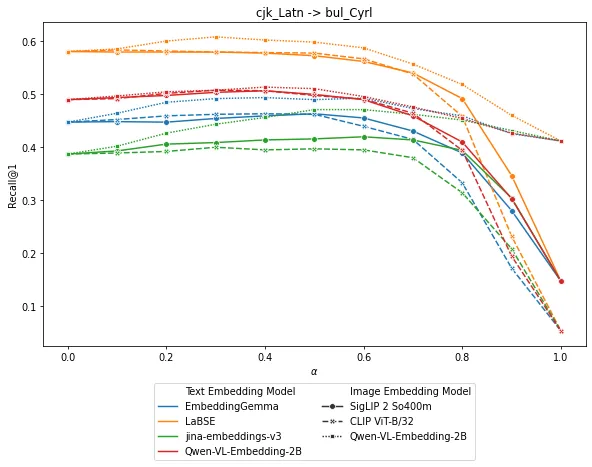 cjk_Latn -> bul_Cyrl
Recall@1
0.6
0.5
0.4
0.3
0.2
0.1
0.0 0.2 0.4 0.6 0.8 1.0
α
Text Embedding Model Image Embedding Model
EmbeddingGemma SigLIP 2 So400m
LaBSE CLIP ViT-B/32
jina-embeddings-v3 Qwen-VL-Embedding-2B
Qwen-VL-Embedding-2B